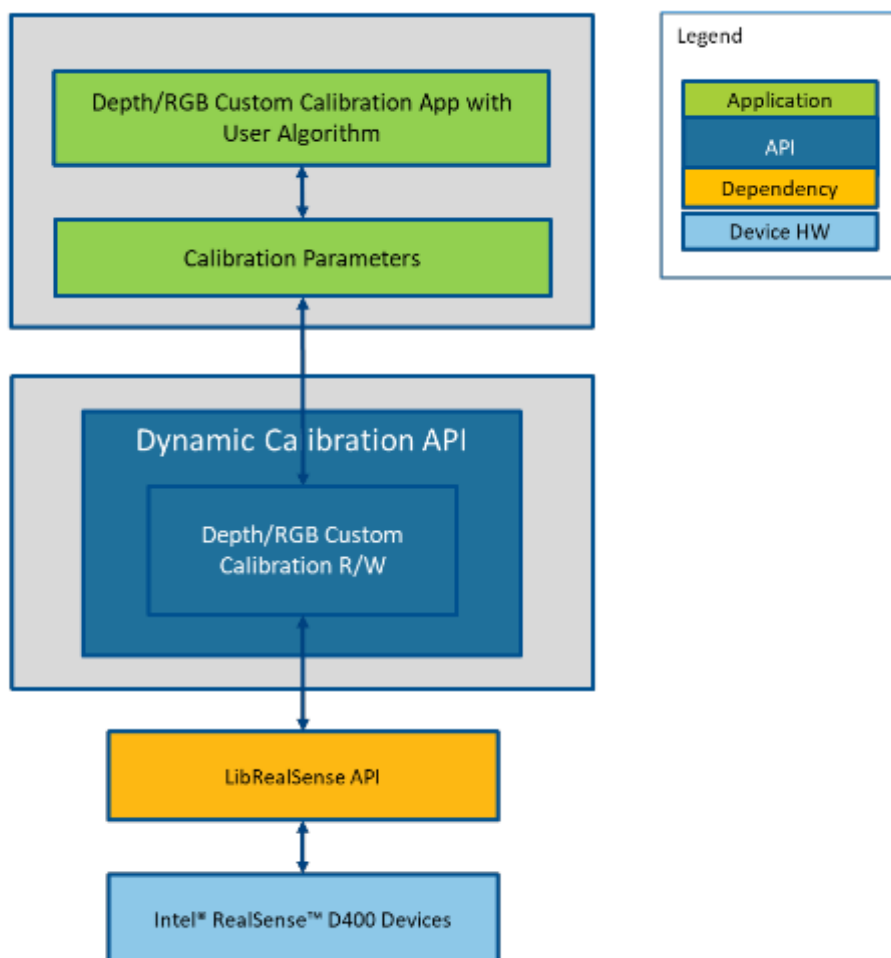 Depth/RGB Custom Calibration App with
User Algorithm
Calibration Parameters
Dynamic Calibration API
Depth/RGB Custom
Calibration R/W
LibRealSense API
Intel® RealSense™ D400 Devices
Legend
Application
API
Dependency
Device HW